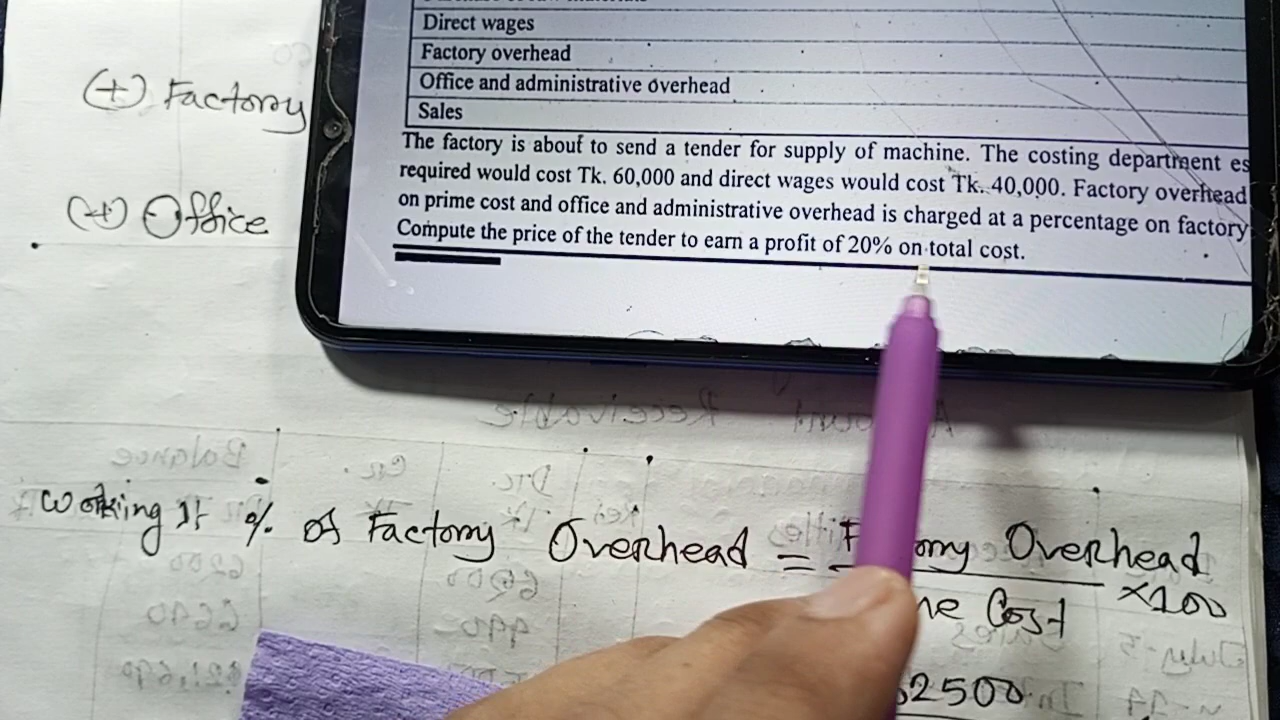 Direct wages
Factory overhead
Office and administrative overhead
Sales
The factory is about to send a tender for supply of machine. The costing department es
required would cost Tk. 60,000 and direct wages would cost Tk. 40,000. Factory overhead
on prime cost and office and administrative overhead is charged at a percentage on factory
Compute the price of the tender to earn a profit of 20% on total cost.
(+) Factory
(+) Office
Working 1: % of Factory Overhead = Overhead
Cost ×100
2500